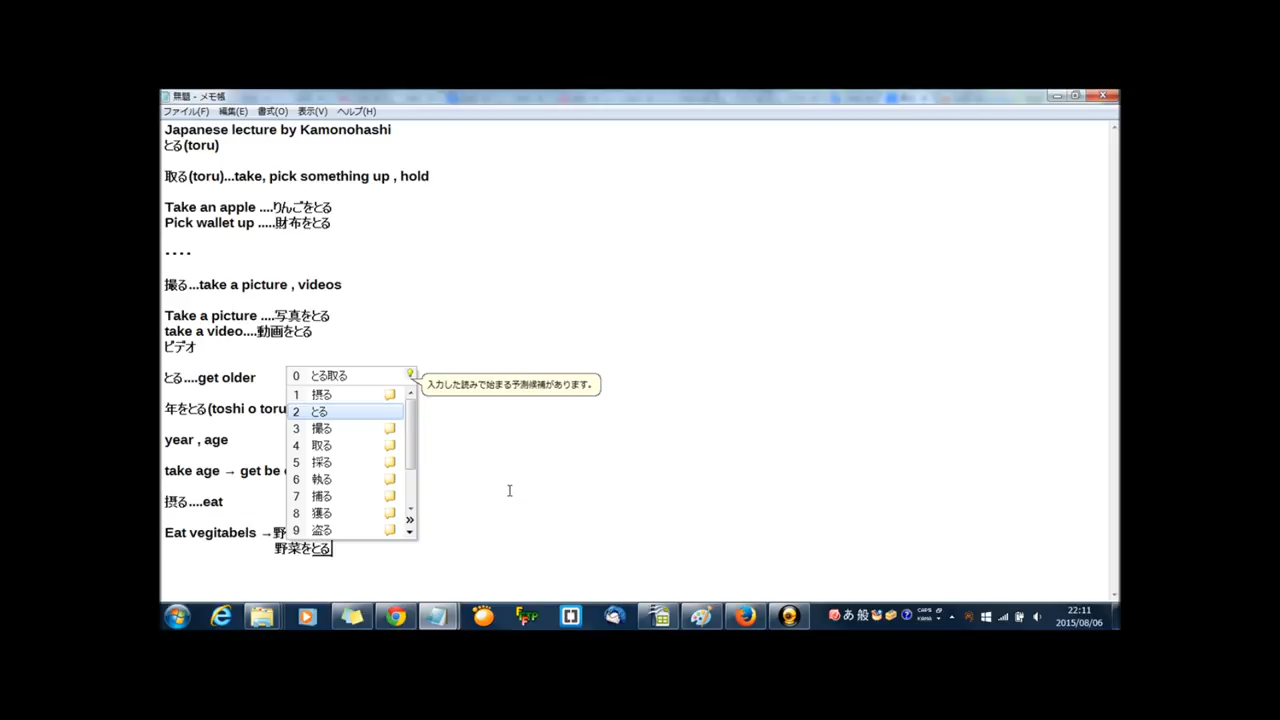 無題 - メモ帳
ファイル(F) 編集(E) 書式(O) 表示(V) ヘルプ(H)
Japanese lecture by Kamonohashi
とる(toru)
取る(toru)...take, pick something up , hold
Take an apple ....りんごをとる
Pick wallet up .....財布をとる
・・・・
撮る...take a picture , videos
Take a picture ....写真をとる
take a video....動画をとる
ビデオ
とる....get older
年をとる(toshi o toru
year , age
take age → get be
摂る....eat
Eat vegitabels →野
野菜をとる
0 とる取る
1 摂る
2 とる
3 撮る
4 取る
5 採る
6 執る
7 捕る
8 獲る
9 盗る
入力した読みで始まる予測候補があります。
あ 般 CAPS KANA
22:11
2015/08/06